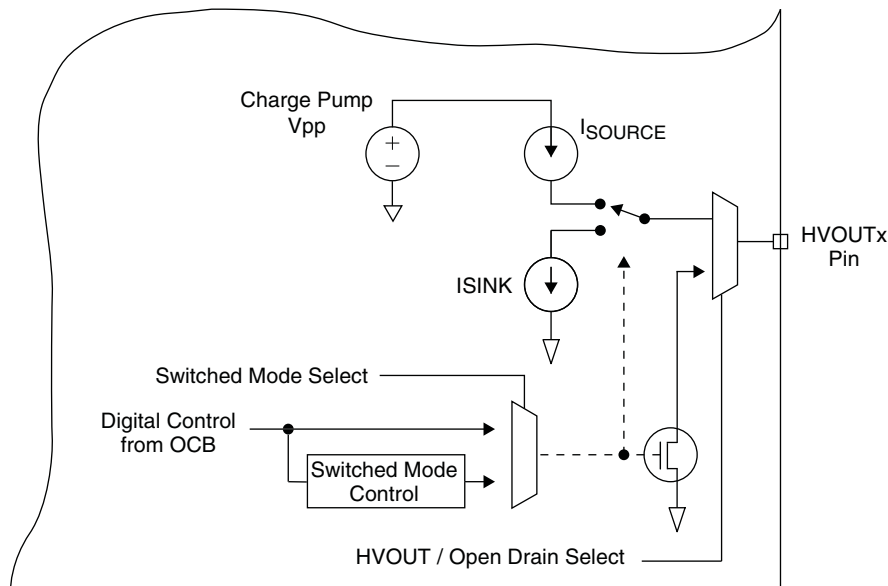 Charge Pump
Vpp
+
–
ISOURCE
HVOUTx
Pin
ISINK
Switched Mode Select
Digital Control
from OCB
Switched Mode
Control
HVOUT / Open Drain Select